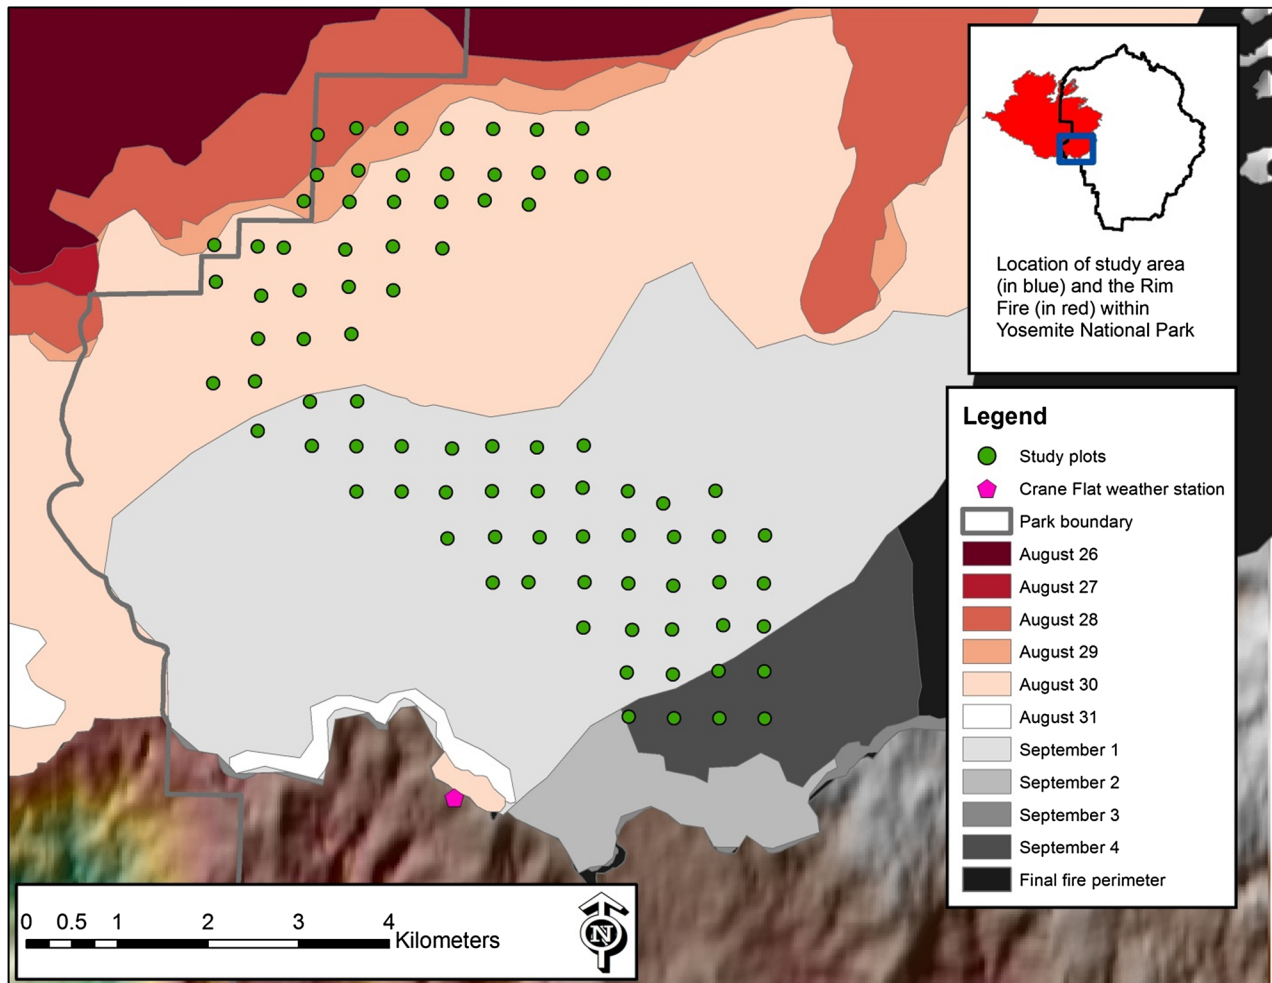 Location of study area
(in blue) and the Rim
Fire (in red) within
Yosemite National Park
Legend
Study plots
Crane Flat weather station
Park boundary
August 26
August 27
August 28
August 29
August 30
August 31
September 1
September 2
September 3
September 4
Final fire perimeter
0 0.5 1 2 3 4
Kilometers
N